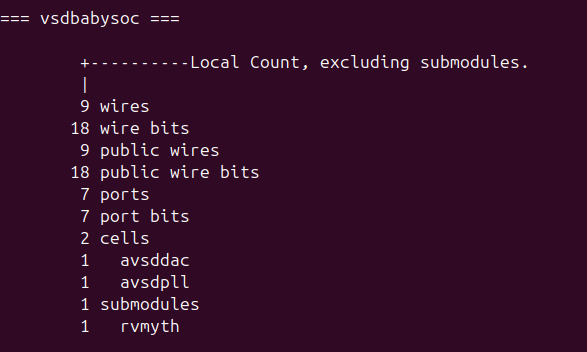 === vsdbabysoc ===
+----------Local Count, excluding submodules.
|
9 wires
18 wire bits
9 public wires
18 public wire bits
7 ports
7 port bits
2 cells
1 avsddac
1 avsdpll
1 submodules
1 rvmyth